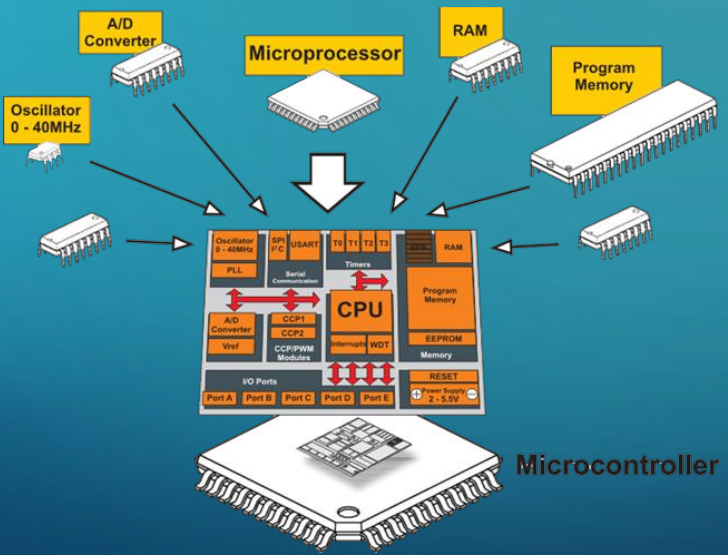 A/D
Converter
Microprocessor
RAM
Program
Memory
Oscillator
0 - 40MHz
Oscillator
0 - 40MHz
PLL
SPI
I²C
USART
Serial
Communication
T0 T1 T2 T3
Timers
RAM
Program
Memory
EEPROM
Memory
A/D
Converter
Vref
CCP1
CCP2
CCP/PWM
Modules
CPU
Interrupts WDT
I/O Ports
Port A Port B Port C Port D Port E
RESET
Power Supply
2 - 5.5V
Microcontroller